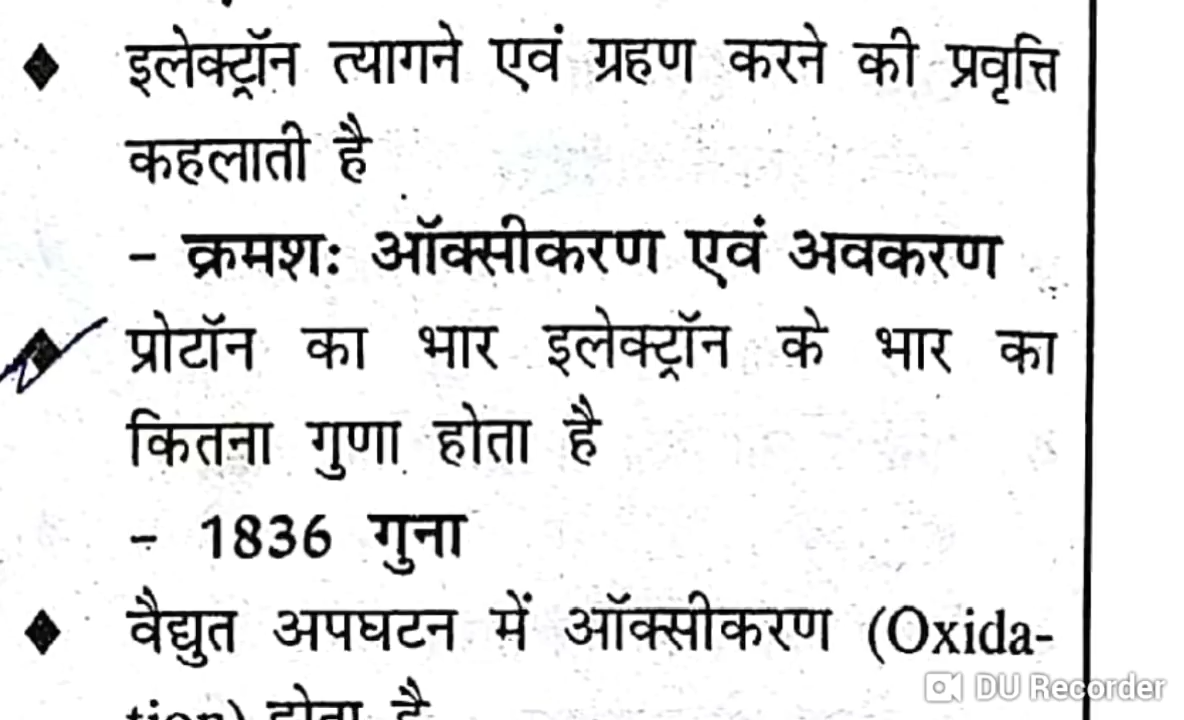 ♦ इलेक्ट्रॉन त्यागने एवं ग्रहण करने की प्रवृत्ति
कहलाती है
– क्रमशः ऑक्सीकरण एवं अवकरण
♦ प्रोटॉन का भार इलेक्ट्रॉन के भार का
कितना गुणा होता है
– 1836 गुना
♦ वैद्युत अपघटन में ऑक्सीकरण (Oxida-
tion) होता है
DU Recorder